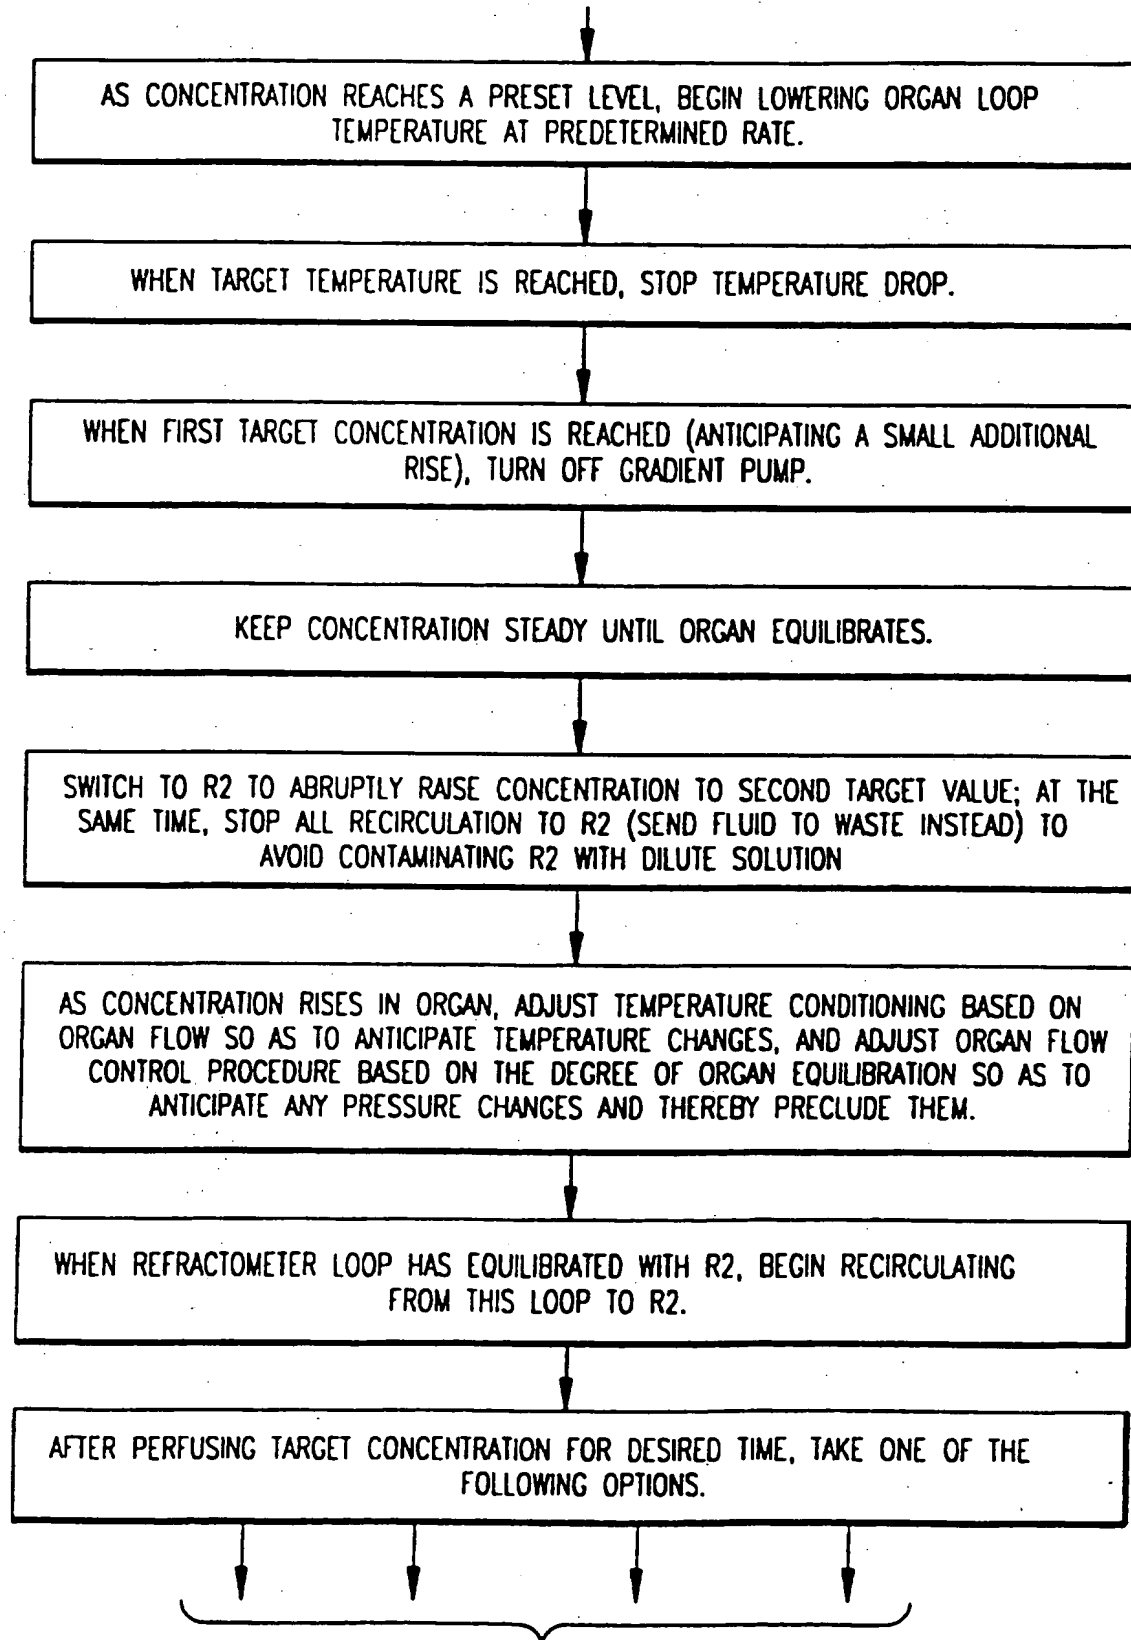 AS CONCENTRATION REACHES A PRESET LEVEL, BEGIN LOWERING ORGAN LOOP
TEMPERATURE AT PREDETERMINED RATE.
WHEN TARGET TEMPERATURE IS REACHED, STOP TEMPERATURE DROP.
WHEN FIRST TARGET CONCENTRATION IS REACHED (ANTICIPATING A SMALL ADDITIONAL
RISE), TURN OFF GRADIENT PUMP.
KEEP CONCENTRATION STEADY UNTIL ORGAN EQUILIBRATES.
SWITCH TO R2 TO ABRUPTLY RAISE CONCENTRATION TO SECOND TARGET VALUE; AT THE
SAME TIME, STOP ALL RECIRCULATION TO R2 (SEND FLUID TO WASTE INSTEAD) TO
AVOID CONTAMINATING R2 WITH DILUTE SOLUTION
AS CONCENTRATION RISES IN ORGAN, ADJUST TEMPERATURE CONDITIONING BASED ON
ORGAN FLOW SO AS TO ANTICIPATE TEMPERATURE CHANGES, AND ADJUST ORGAN FLOW
CONTROL PROCEDURE BASED ON THE DEGREE OF ORGAN EQUILIBRATION SO AS TO
ANTICIPATE ANY PRESSURE CHANGES AND THEREBY PRECLUDE THEM.
WHEN REFRACTOMETER LOOP HAS EQUILIBRATED WITH R2, BEGIN RECIRCULATING
FROM THIS LOOP TO R2.
AFTER PERFUSING TARGET CONCENTRATION FOR DESIRED TIME, TAKE ONE OF THE
FOLLOWING OPTIONS.